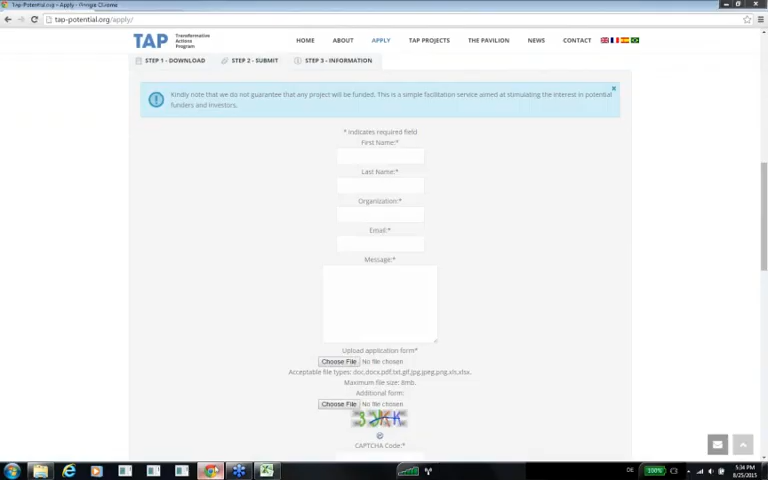 Tap-Potential.org – Apply - Google Chrome
tap-potential.org/apply/
TAP Transformative Actions Program
HOME ABOUT APPLY TAP PROJECTS THE PAVILION NEWS CONTACT
STEP 1 - DOWNLOAD STEP 2 - SUBMIT STEP 3 - INFORMATION
Kindly note that we do not guarantee that any project will be funded. This is a simple facilitation service aimed at stimulating the interest in potential
funders and investors.
* indicates required field
First Name:*
Last Name:*
Organization:*
Email:*
Message:*
Upload application form*
Choose File No file chosen
Acceptable file types: doc,docx,pdf,txt,gif,jpg,jpeg,png,xls,xlsx.
Maximum file size: 8mb.
Additional form:
Choose File No file chosen
CAPTCHA Code:*
DE 100% 5:34 PM
8/25/2015